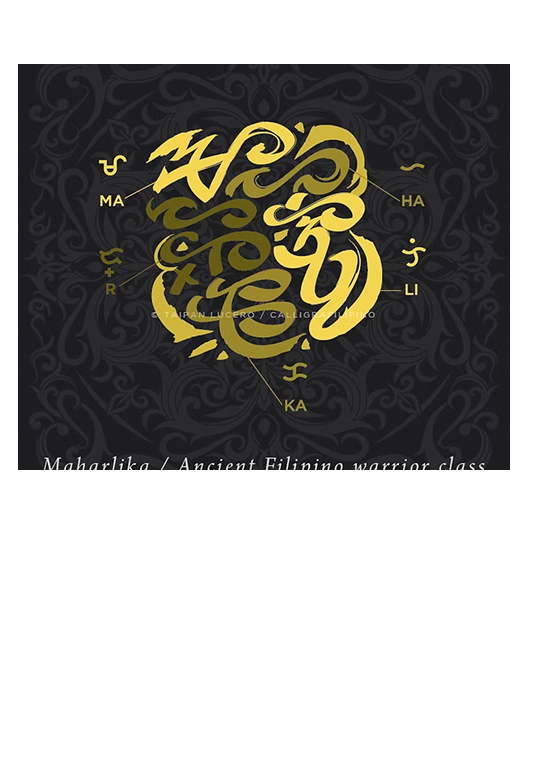 ᜋ
MA
ᜑ
HA
ᜍ᜔
R
ᜎᜒ
LI
© TAIPAN LUCERO / CALLIGRAFILIPINO
ᜃ
KA
Maharlika / Ancient Filipino warrior class